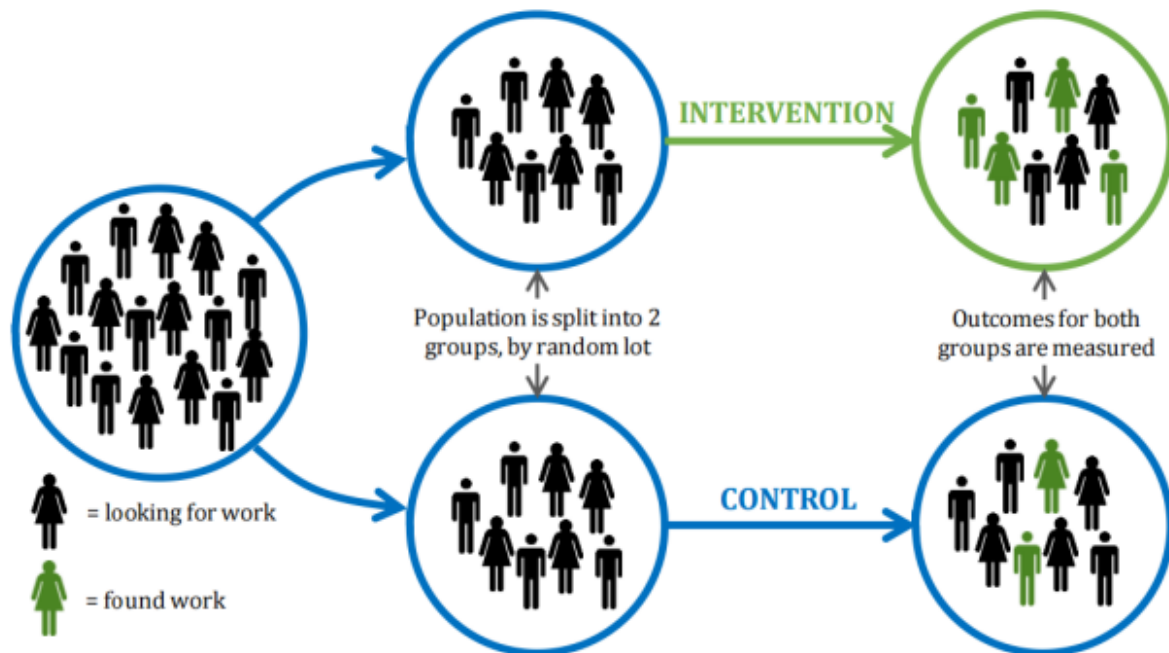 INTERVENTION
Population is split into 2
groups, by random lot
Outcomes for both
groups are measured
= looking for work
CONTROL
= found work